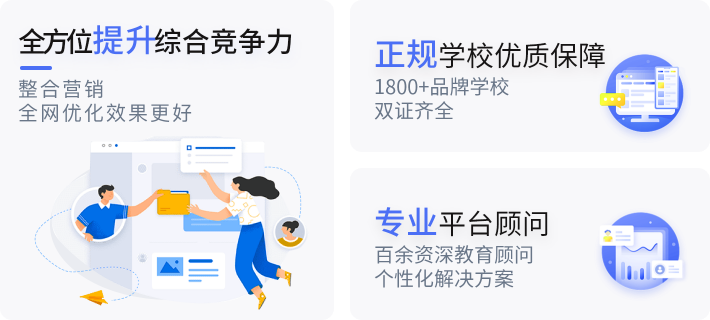 全方位提升综合竞争力
整合营销
全网优化效果更好
正规学校优质保障
1800+品牌学校
双证齐全
专业平台顾问
百余资深教育顾问
个性化解决方案